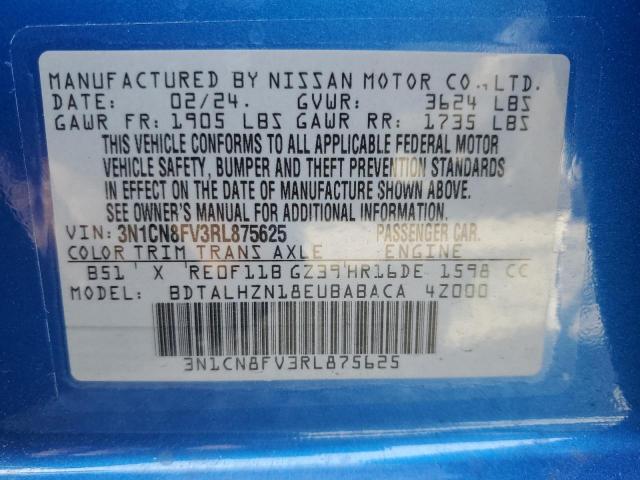 MANUFACTURED BY NISSAN MOTOR CO., LTD.
DATE: 02/24. GVWR: 3624 LBS
GAWR FR: 1905 LBS GAWR RR: 1735 LBS
THIS VEHICLE CONFORMS TO ALL APPLICABLE FEDERAL MOTOR
VEHICLE SAFETY, BUMPER AND THEFT PREVENTION STANDARDS
IN EFFECT ON THE DATE OF MANUFACTURE SHOWN ABOVE.
SEE OWNER'S MANUAL OR DRIVER INFORMATION
VIN: 3N1CN8FV3RL875625 PASSENGER CAR.
COLOR TRIM TRANS AXLE ENGINE
B51 X RE0F11B GZ39 HR16DE 1598 CC
MODEL: BDTALHZN18EUBABACA 4Z000
3N1CN8FV3RL875625